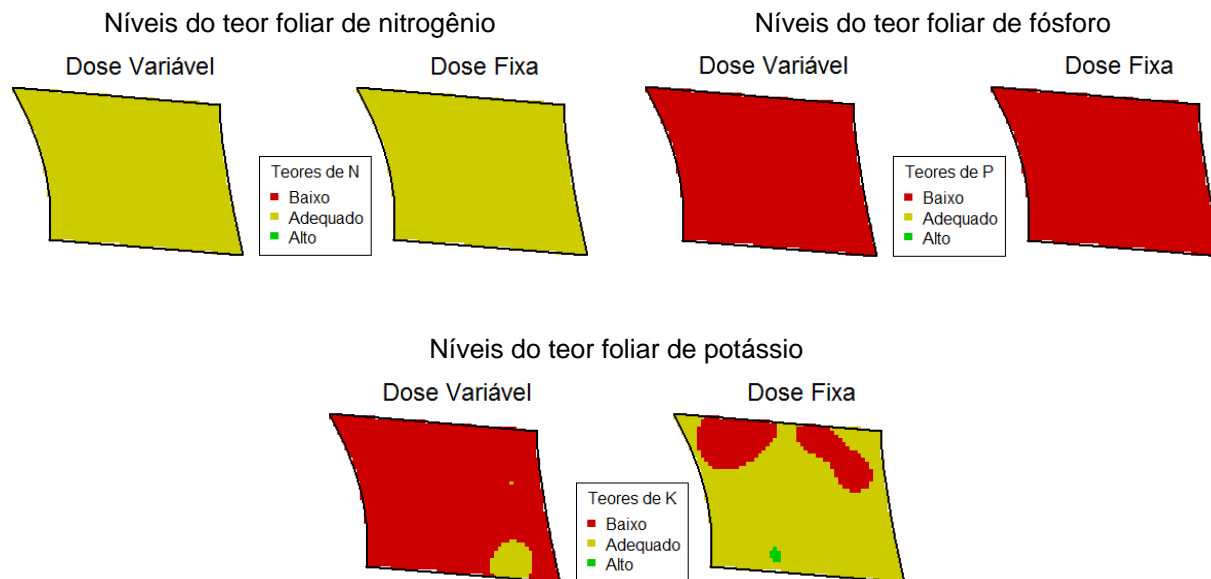 Níveis do teor foliar de nitrogênio
Dose Variável
Dose Fixa
Teores de N
Baixo
Adequado
Alto
Níveis do teor foliar de fósforo
Dose Variável
Dose Fixa
Teores de P
Baixo
Adequado
Alto
Níveis do teor foliar de potássio
Dose Variável
Dose Fixa
Teores de K
Baixo
Adequado
Alto